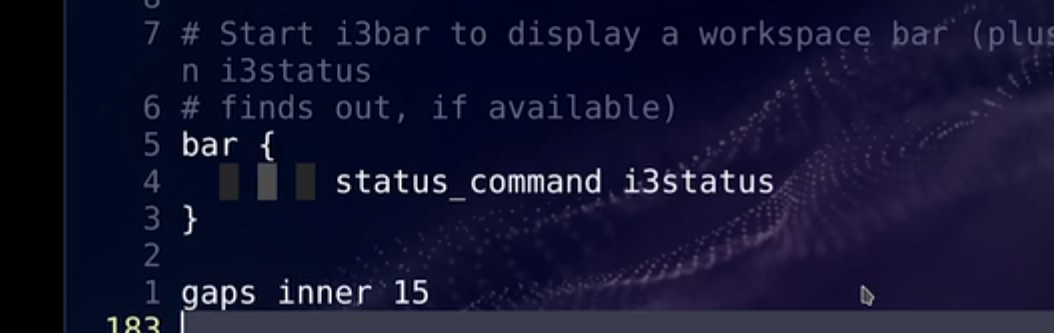 7 # Start i3bar to display a workspace bar (plus
n i3status
6 # finds out, if available)
5 bar {
4 status_command i3status
3 }
2
1 gaps inner 15
183